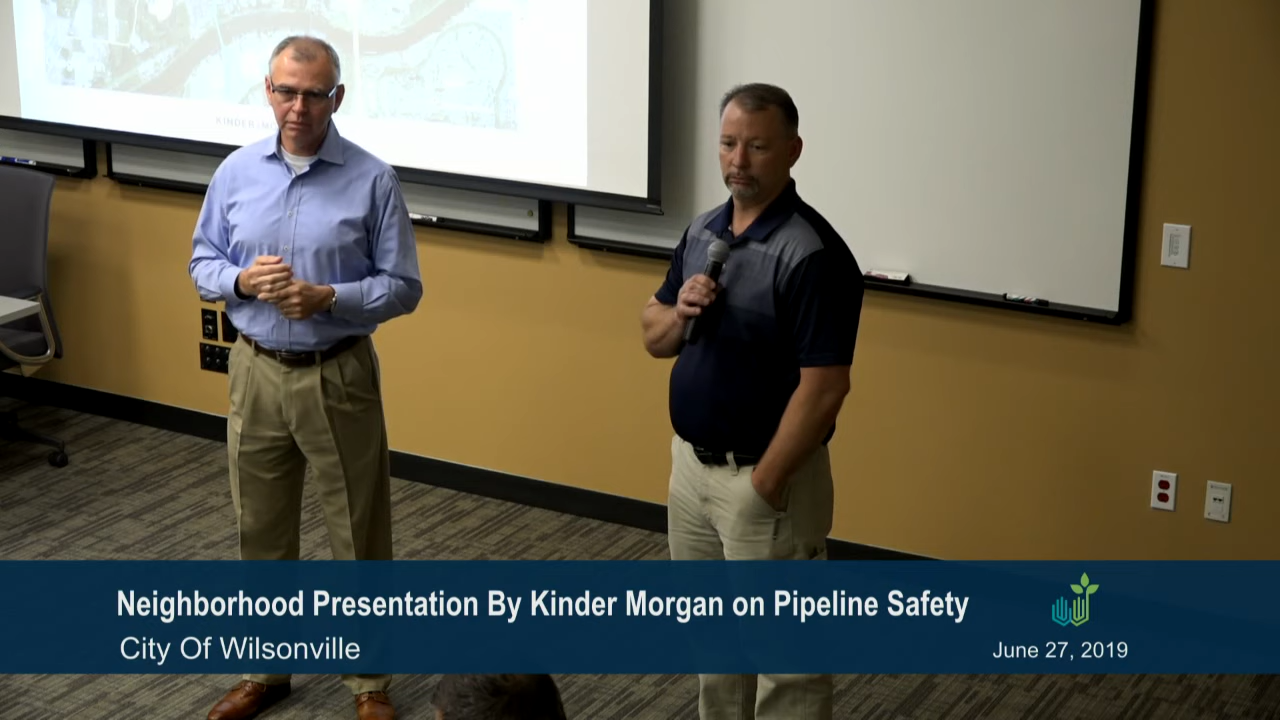 Neighborhood Presentation By Kinder Morgan on Pipeline Safety
City Of Wilsonville
June 27, 2019